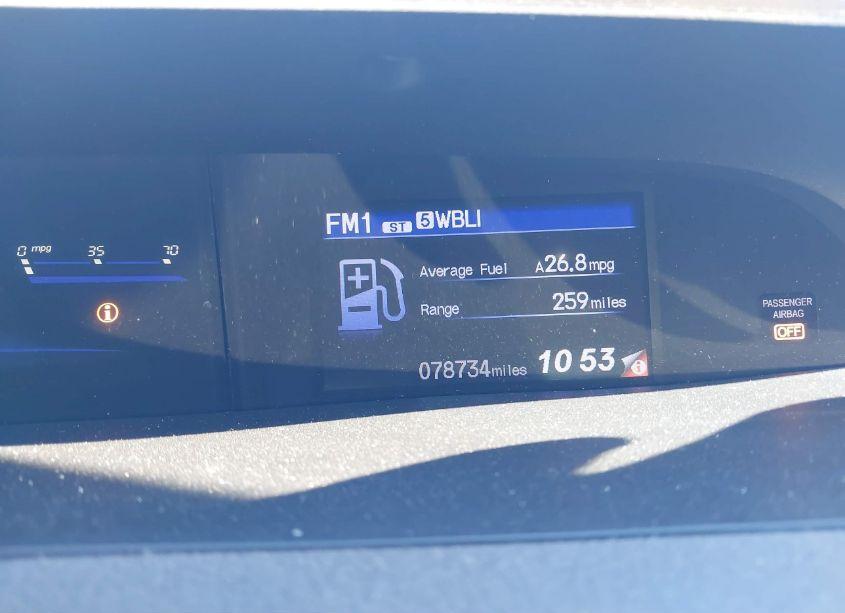 FM1 ST 5 WBLI
0 mpg 35 70
Average Fuel A26.8mpg
Range 259miles
PASSENGER
AIRBAG
OFF
078734miles 10 53